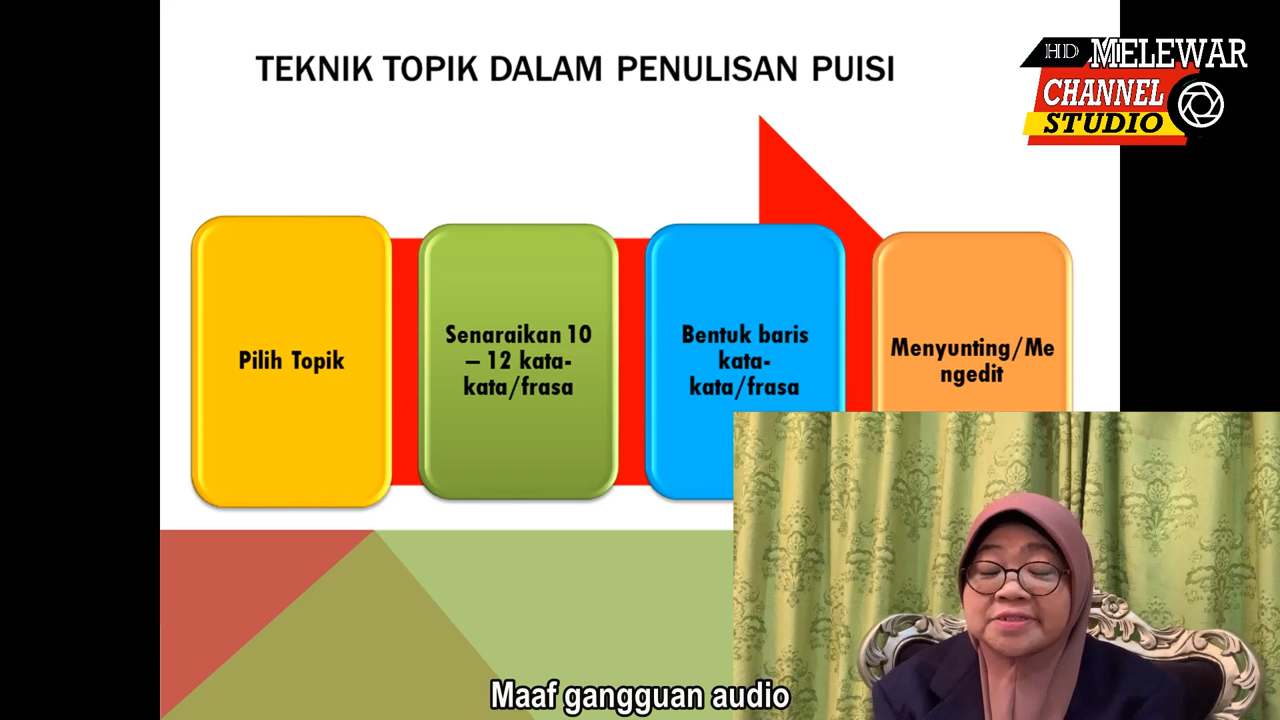 TEKNIK TOPIK DALAM PENULISAN PUISI
HD MELEWAR
CHANNEL
STUDIO
Pilih Topik
Senaraikan 10
– 12 kata-
kata/frasa
Bentuk baris
kata-
kata/frasa
Menyunting/Me
ngedit
Maaf gangguan audio